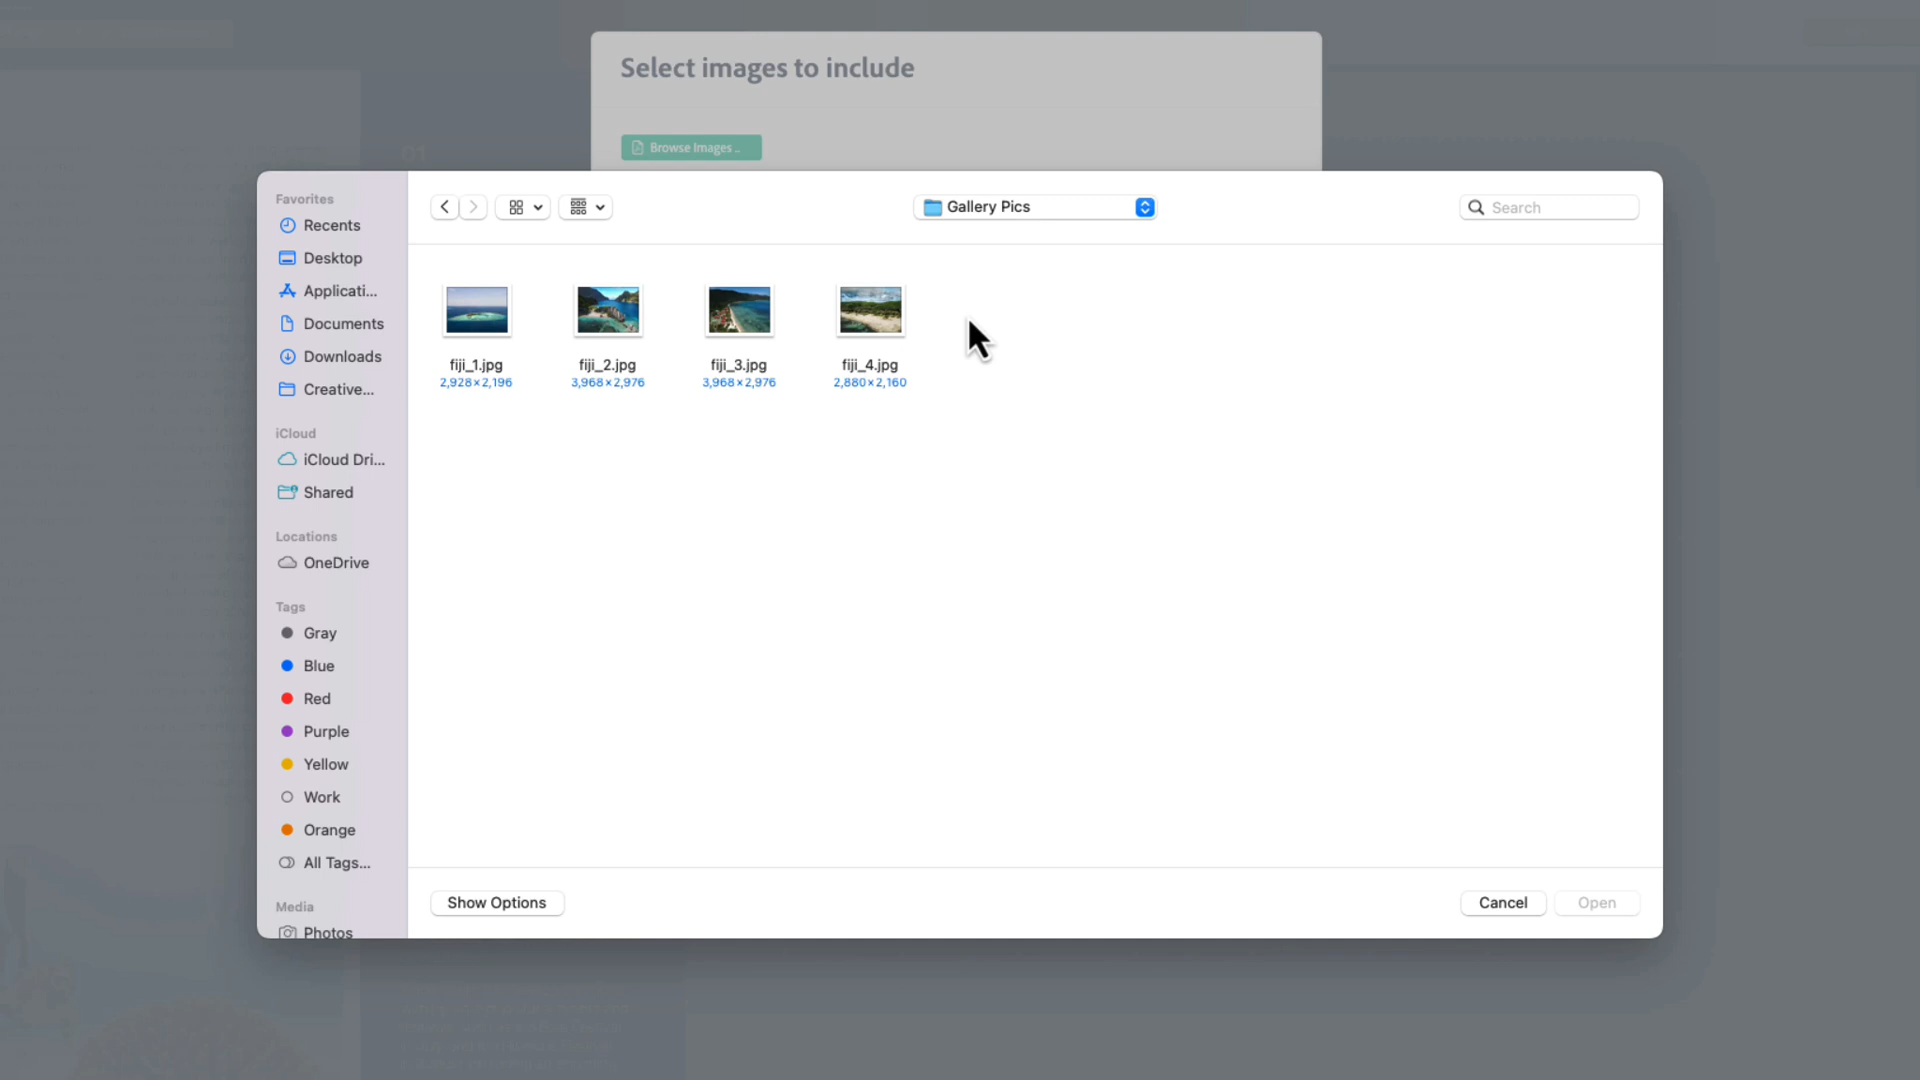 Select images to include
Browse Images ..
01
Favorites
Recents
Desktop
Applicati...
Documents
Downloads
Creative...
iCloud
iCloud Dri...
Shared
Locations
OneDrive
Tags
Gray
Blue
Red
Purple
Yellow
Work
Orange
All Tags...
Media
Photos
Gallery Pics
Search
fiji_1.jpg
2,928×2,196
fiji_2.jpg
3,968×2,976
fiji_3.jpg
3,968×2,976
fiji_4.jpg
2,880×2,160
Show Options
Cancel
Open